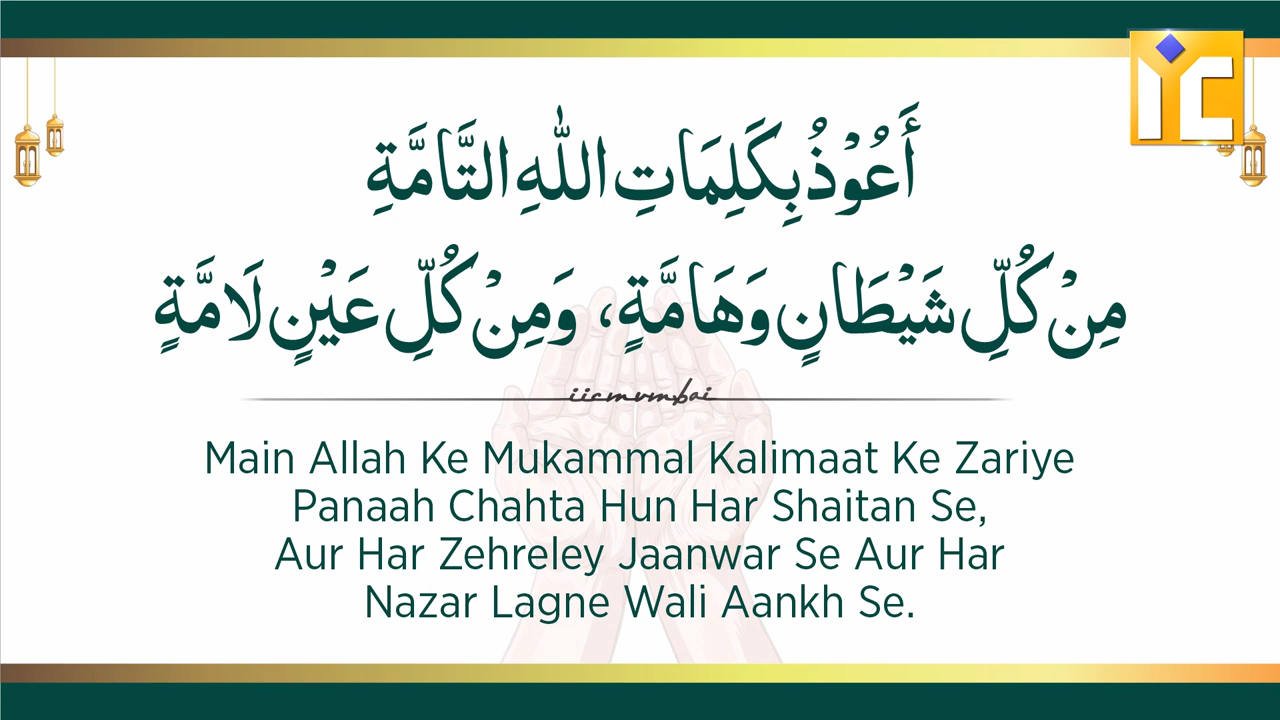 أَعُوْذُ بِكَلِمَاتِ اللّٰهِ التَّامَّةِ
مِنْ كُلِّ شَيْطَانٍ وَهَامَّةٍ، وَمِنْ كُلِّ عَيْنٍ لَامَّةٍ
iicmumbai
Main Allah Ke Mukammal Kalimaat Ke Zariye
Panaah Chahta Hun Har Shaitan Se,
Aur Har Zehreley Jaanwar Se Aur Har
Nazar Lagne Wali Aankh Se.